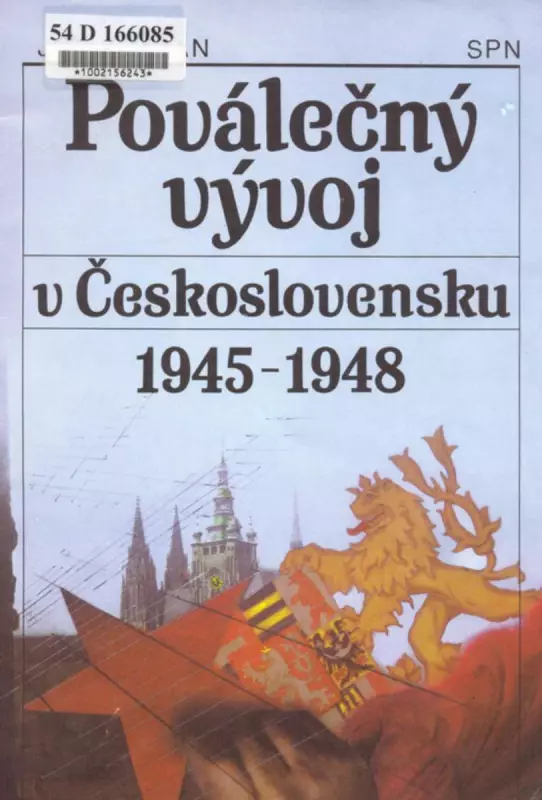 54 D 166085
*1002156243*
SPN
Poválečný
vývoj
v Československu
1945-1948